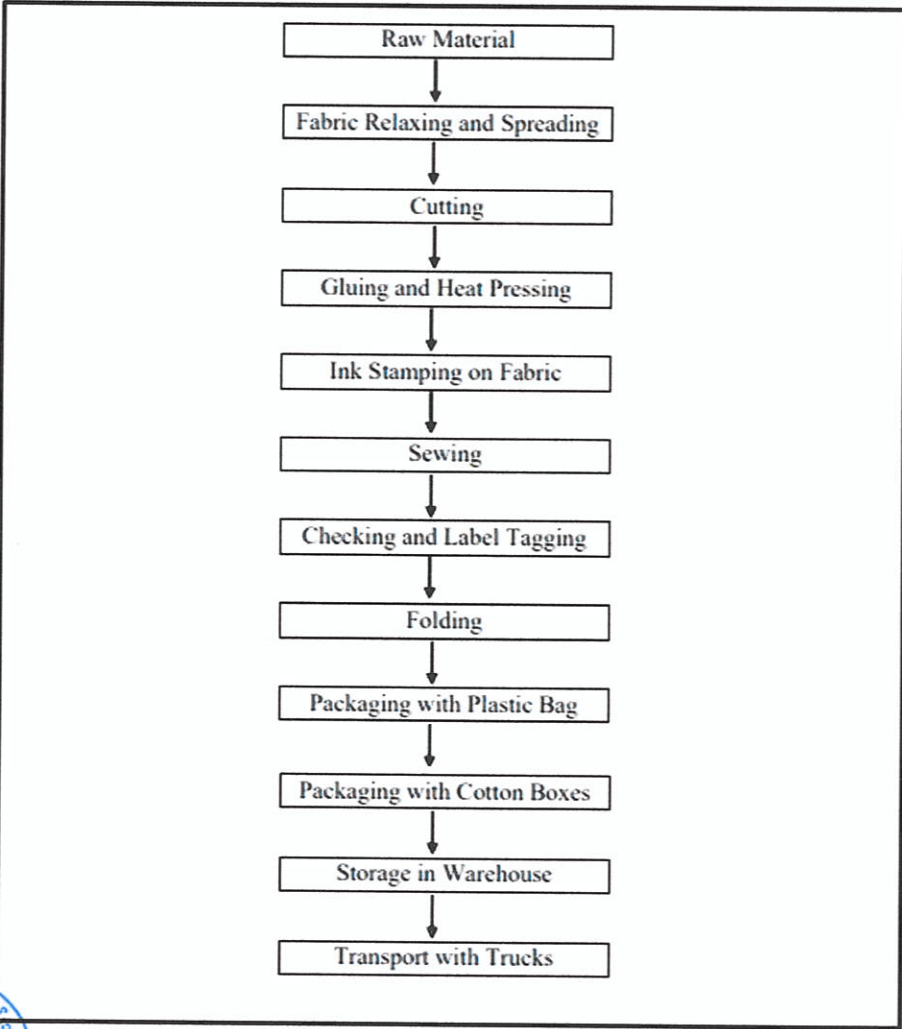 Raw Material
Fabric Relaxing and Spreading
Cutting
Gluing and Heat Pressing
Ink Stamping on Fabric
Sewing
Checking and Label Tagging
Folding
Packaging with Plastic Bag
Packaging with Cotton Boxes
Storage in Warehouse
Transport with Trucks